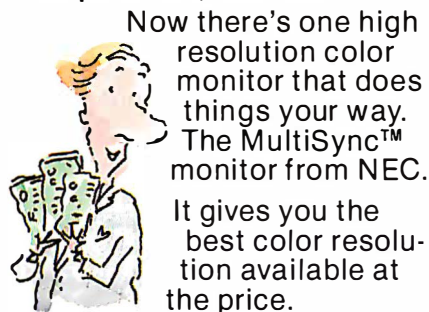 Now there's one high
resolution color
monitor that does
things your way.
The MultiSync™
monitor from NEC.
It gives you the
best color resolu-
tion available at
the price.